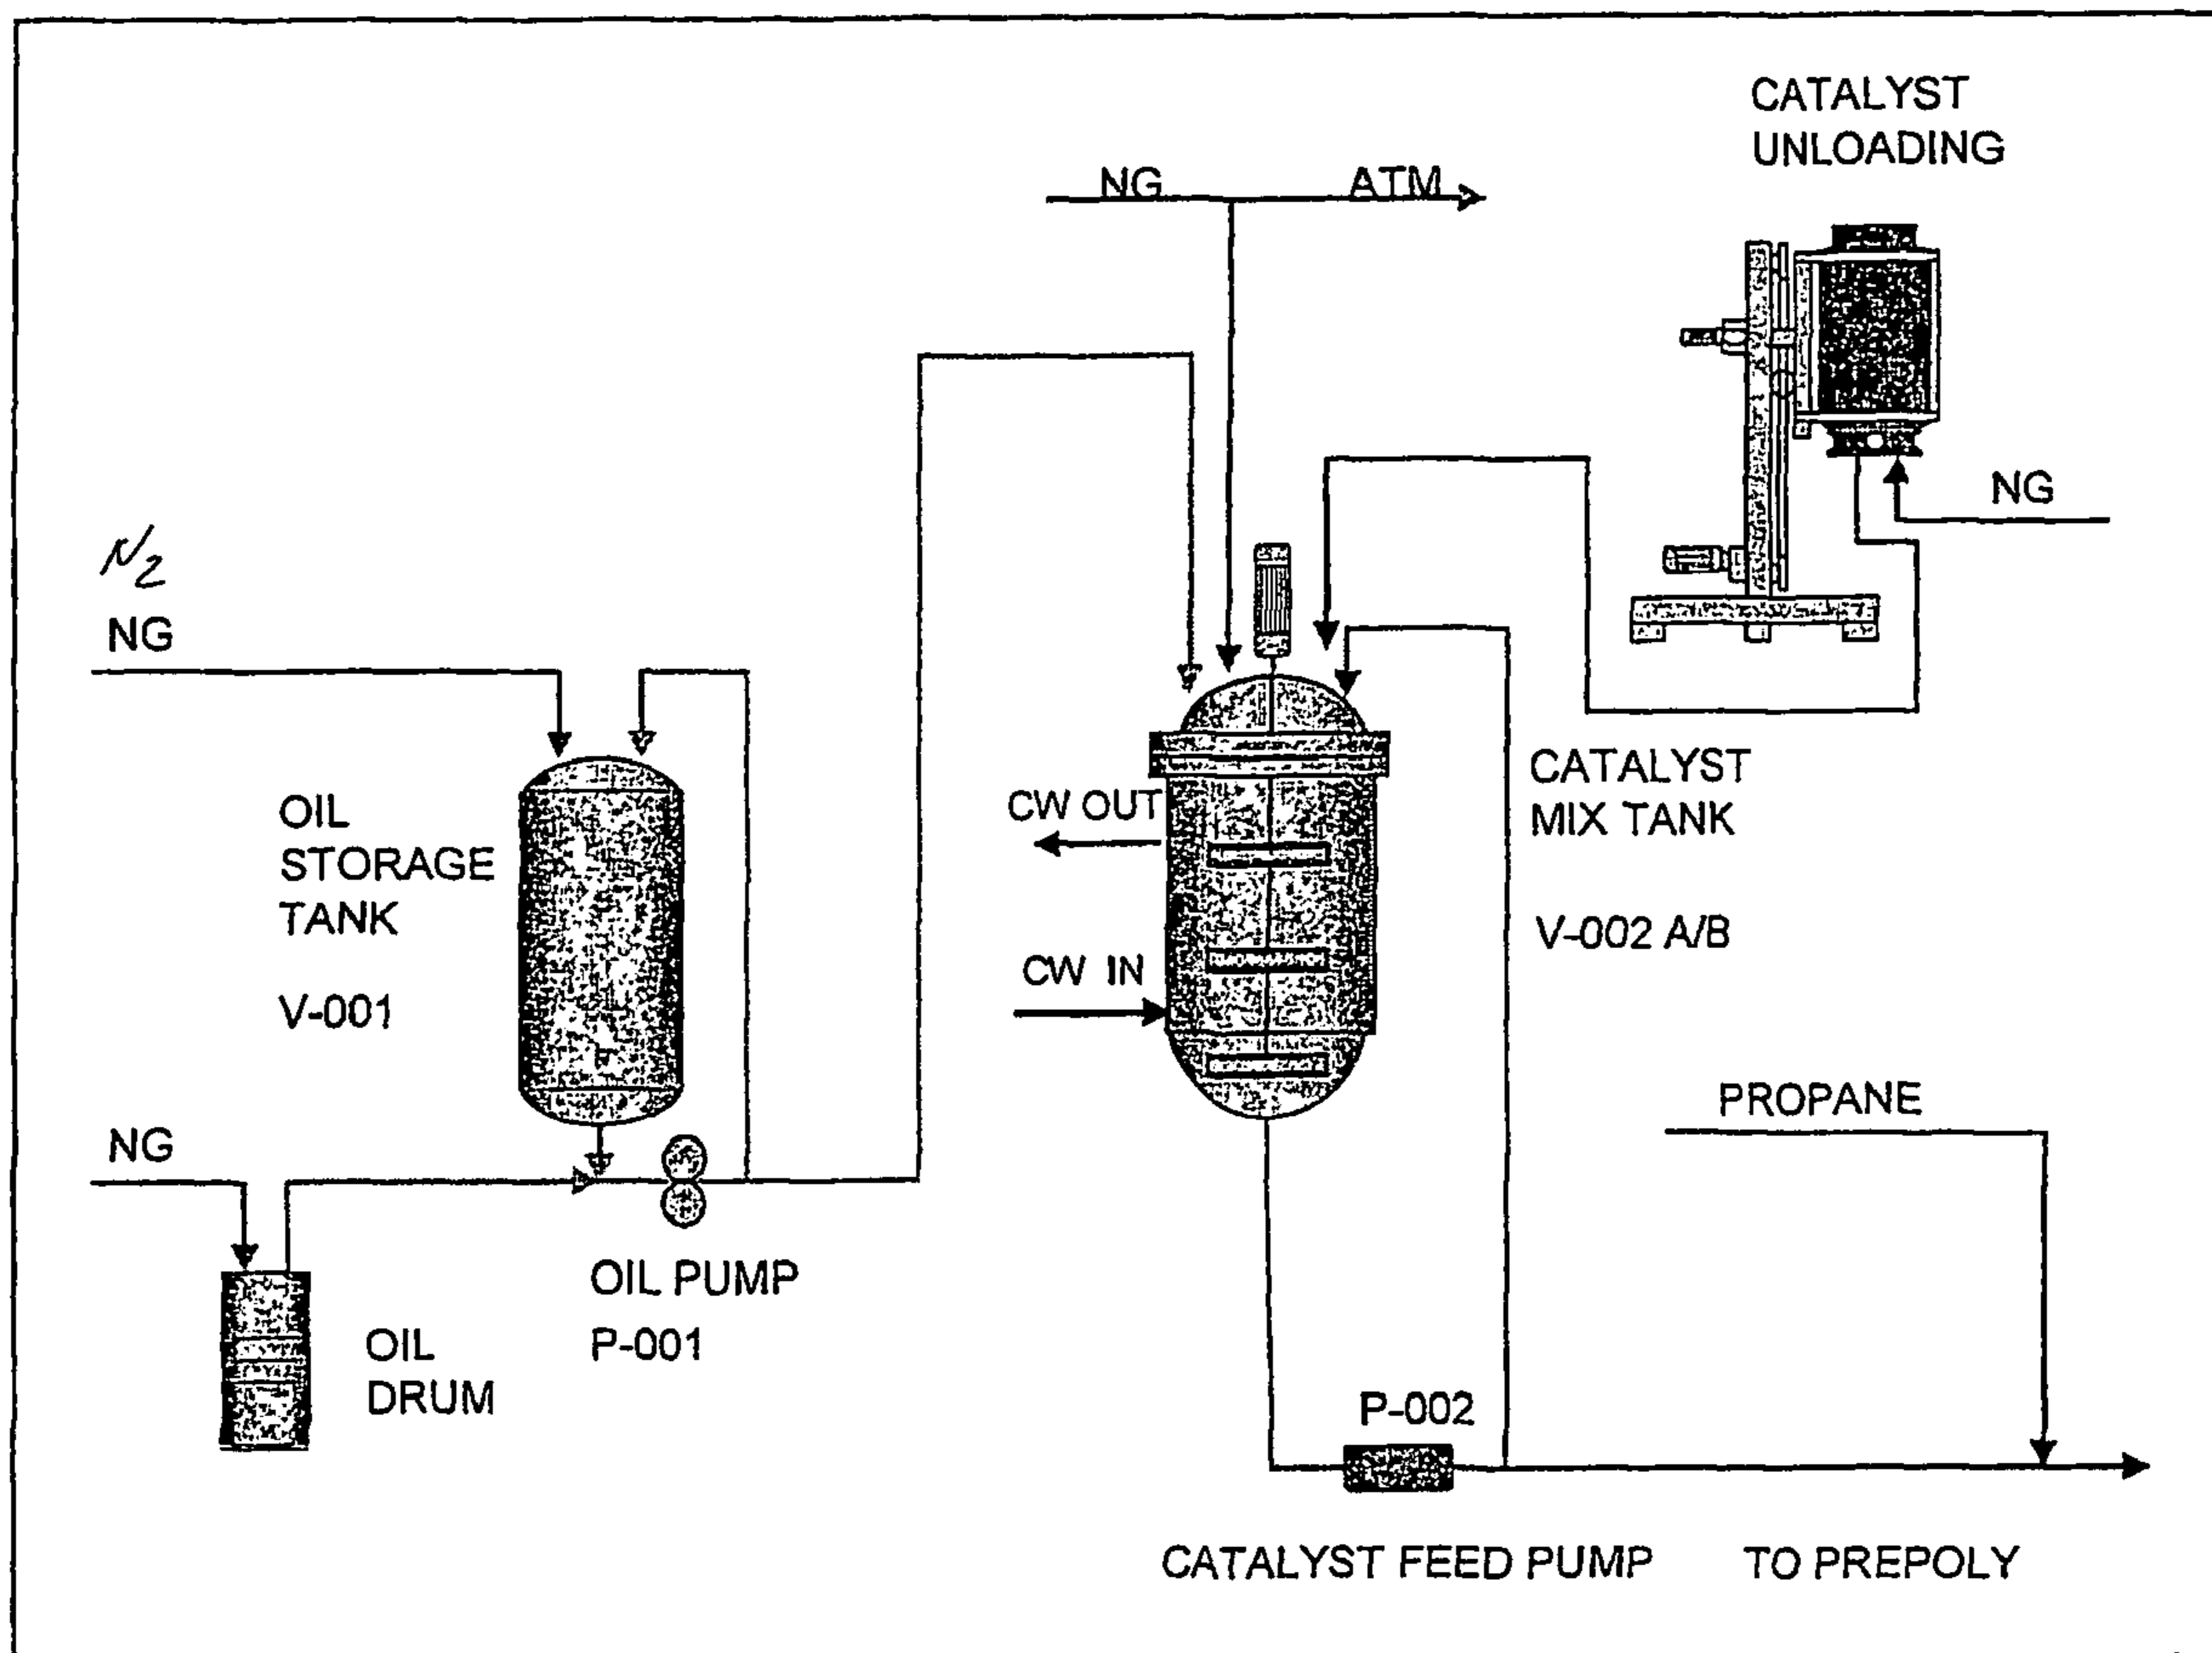 CATALYST
UNLOADING
NG ATM
NG
N2
NG
OIL
STORAGE
TANK
V-001
CW OUT
CATALYST
MIX TANK
V-002 A/B
CW IN
PROPANE
NG
OIL PUMP
P-001
OIL
DRUM
P-002
CATALYST FEED PUMP
TO PREPOLY